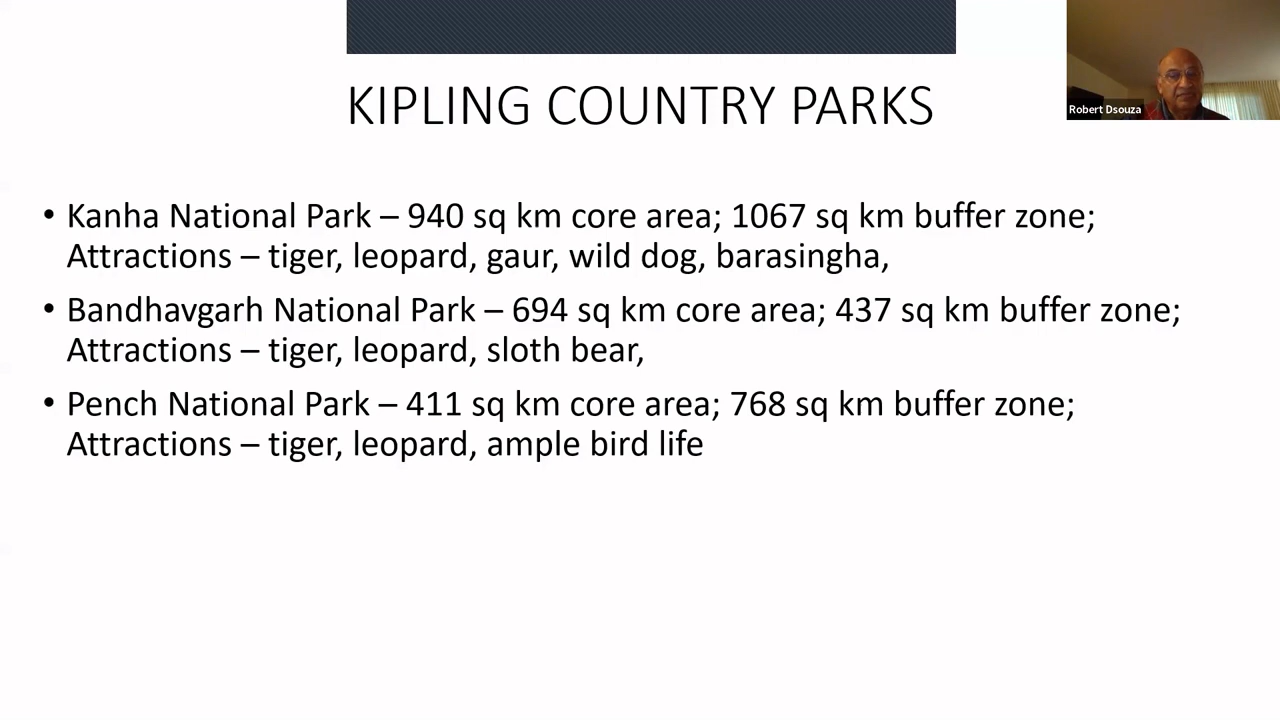 KIPLING COUNTRY PARKS
Robert Dsouza
• Kanha National Park – 940 sq km core area; 1067 sq km buffer zone;
Attractions – tiger, leopard, gaur, wild dog, barasingha,
• Bandhavgarh National Park – 694 sq km core area; 437 sq km buffer zone;
Attractions – tiger, leopard, sloth bear,
• Pench National Park – 411 sq km core area; 768 sq km buffer zone;
Attractions – tiger, leopard, ample bird life